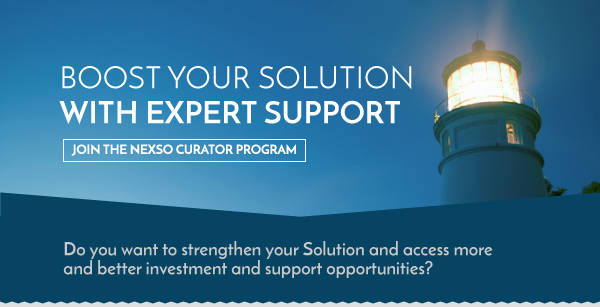 BOOST YOUR SOLUTION
WITH EXPERT SUPPORT
JOIN THE NEXSO CURATOR PROGRAM
Do you want to strengthen your Solution and access more
and better investment and support opportunities?